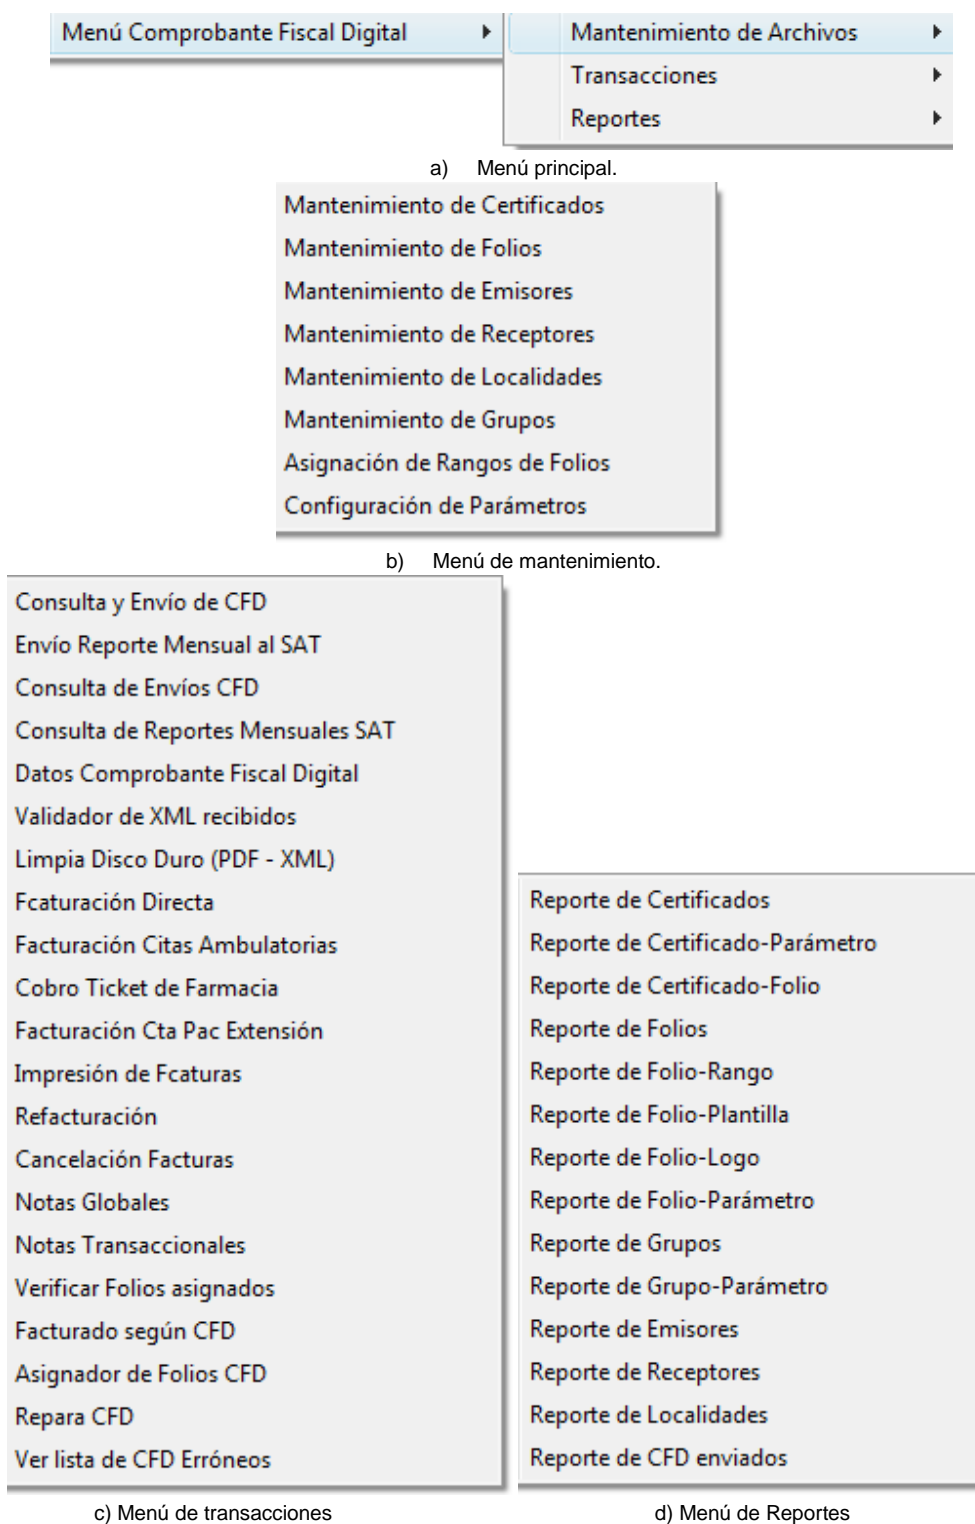 Menú Comprobante Fiscal Digital
Mantenimiento de Archivos
Transacciones
Reportes
a) Menú principal.
Mantenimiento de Certificados
Mantenimiento de Folios
Mantenimiento de Emisores
Mantenimiento de Receptores
Mantenimiento de Localidades
Mantenimiento de Grupos
Asignación de Rangos de Folios
Configuración de Parámetros
b) Menú de mantenimiento.
Consulta y Envío de CFD
Envío Reporte Mensual al SAT
Consulta de Envíos CFD
Consulta de Reportes Mensuales SAT
Datos Comprobante Fiscal Digital
Validador de XML recibidos
Limpia Disco Duro (PDF - XML)
Fcaturación Directa
Facturación Citas Ambulatorias
Cobro Ticket de Farmacia
Facturación Cta Pac Extensión
Impresión de Fcaturas
Refacturación
Cancelación Facturas
Notas Globales
Notas Transaccionales
Verificar Folios asignados
Facturado según CFD
Asignador de Folios CFD
Repara CFD
Ver lista de CFD Erróneos
c) Menú de transacciones
Reporte de Certificados
Reporte de Certificado-Parámetro
Reporte de Certificado-Folio
Reporte de Folios
Reporte de Folio-Rango
Reporte de Folio-Plantilla
Reporte de Folio-Logo
Reporte de Folio-Parámetro
Reporte de Grupos
Reporte de Grupo-Parámetro
Reporte de Emisores
Reporte de Receptores
Reporte de Localidades
Reporte de CFD enviados
d) Menú de Reportes